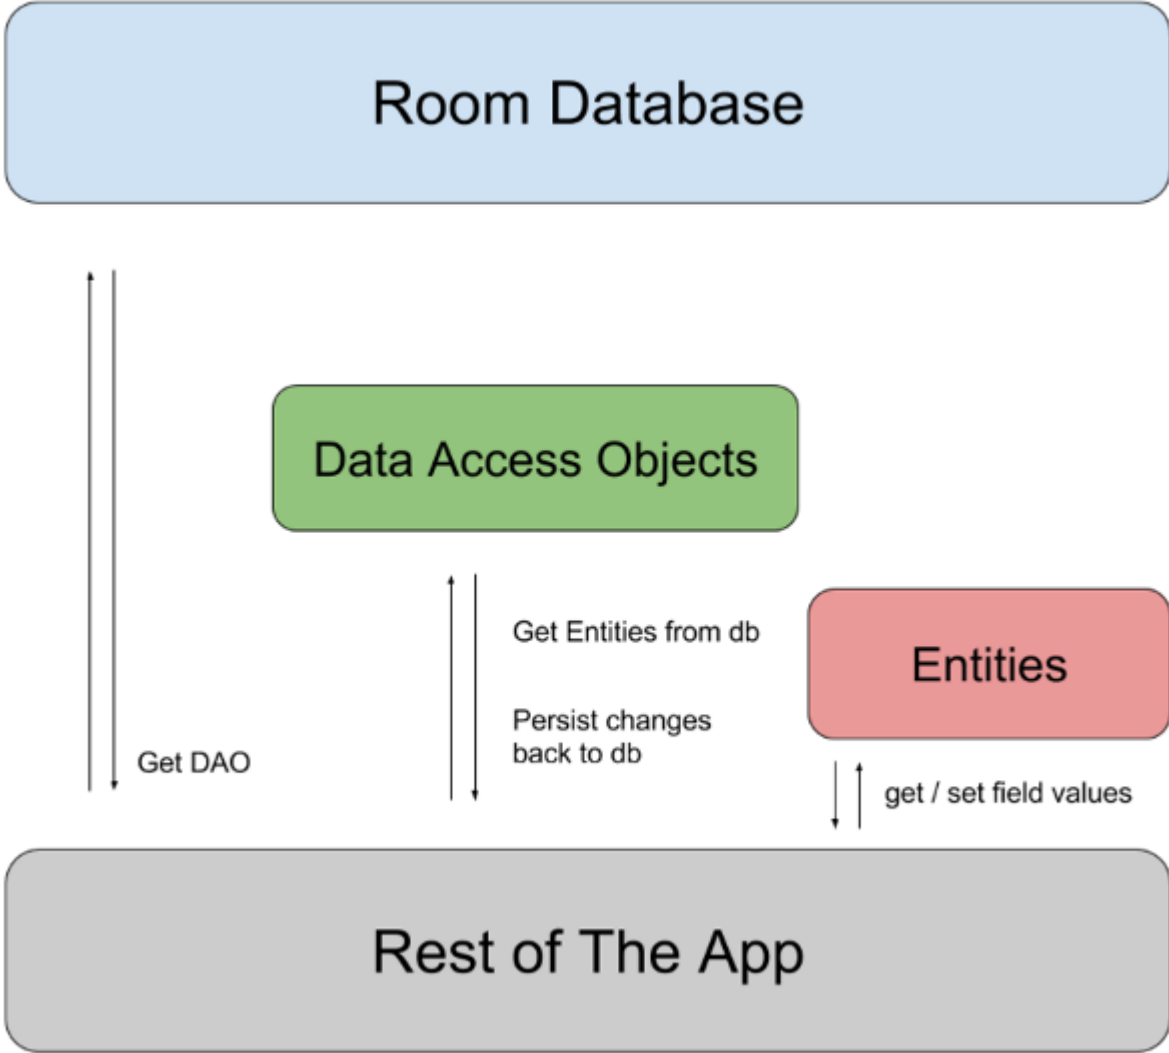 Room Database
Data Access Objects
Get Entities from db
Entities
Persist changes
back to db
Get DAO
get / set field values
Rest of The App